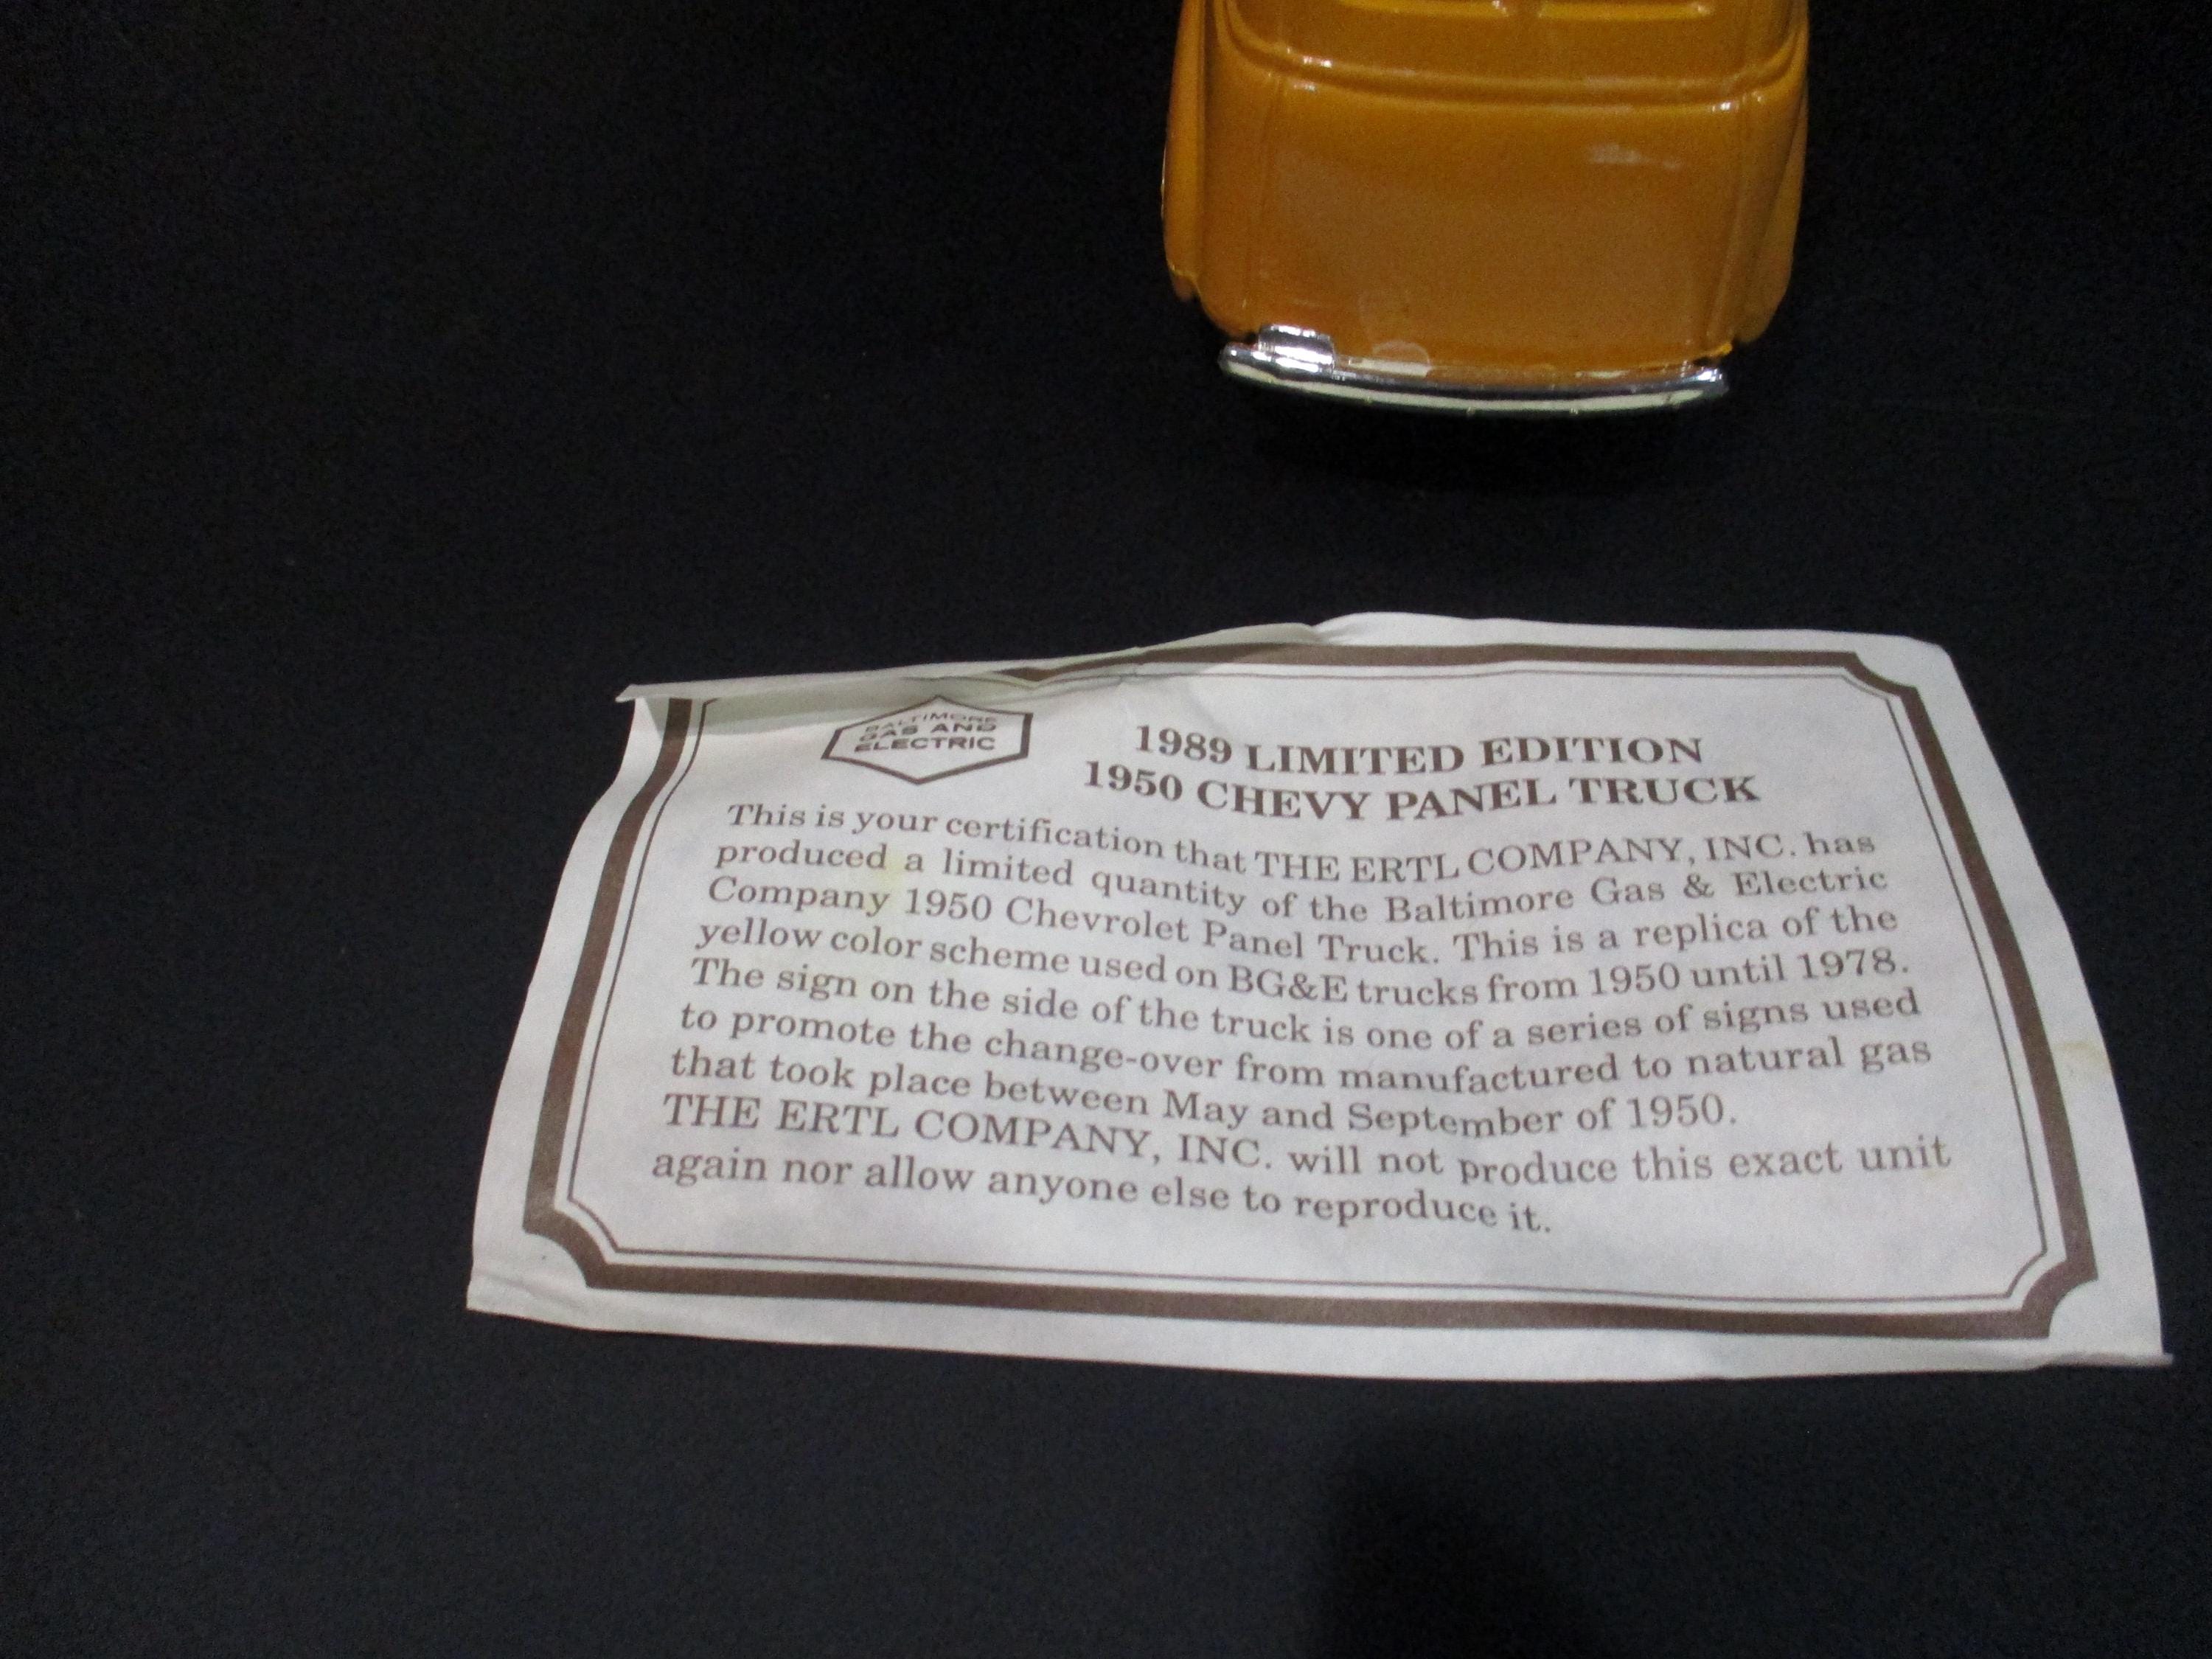 BALTIMORE
GAS AND
ELECTRIC
1989 LIMITED EDITION
1950 CHEVY PANEL TRUCK
This is your certification that THE ERTL COMPANY, INC. has
produced a limited quantity of the Baltimore Gas & Electric
Company 1950 Chevrolet Panel Truck. This is a replica of the
yellow color scheme used on BG&E trucks from 1950 until 1978.
The sign on the side of the truck is one of a series of signs used
to promote the change-over from manufactured to natural gas
that took place between May and September of 1950.
THE ERTL COMPANY, INC. will not produce this exact unit
again nor allow anyone else to reproduce it.